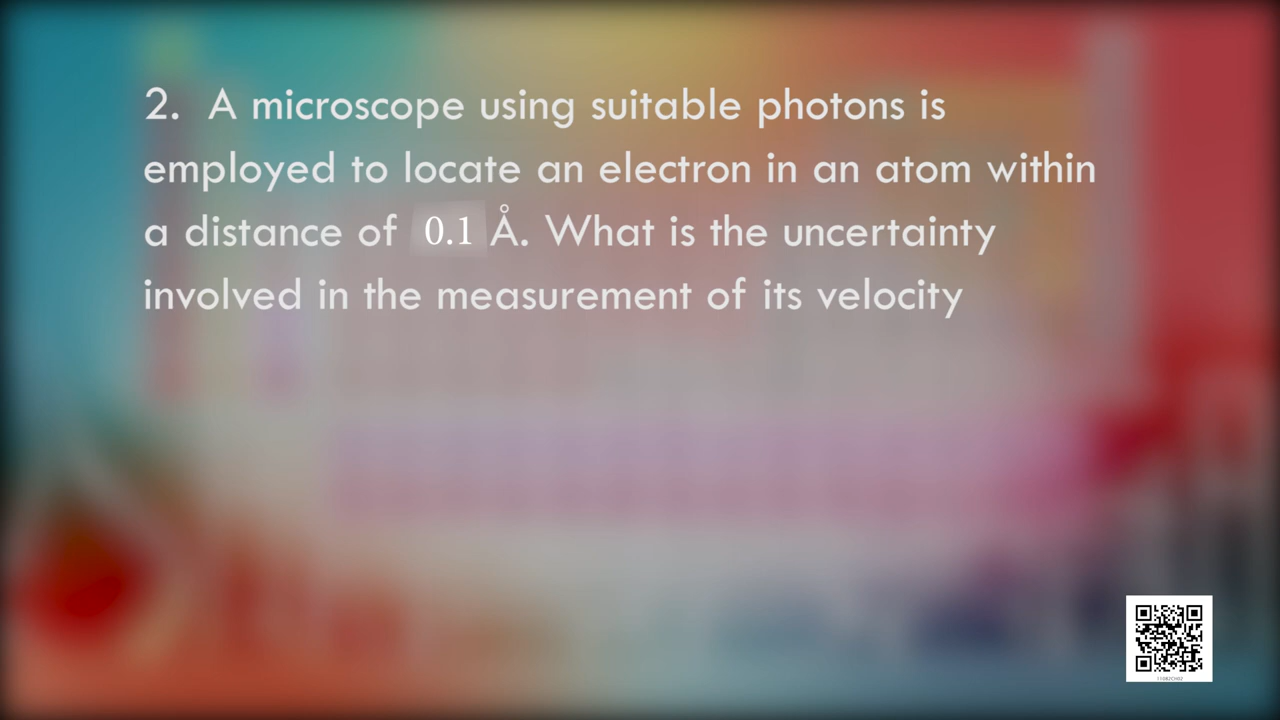 2. A microscope using suitable photons is
employed to locate an electron in an atom within
a distance of 0.1 Å. What is the uncertainty
involved in the measurement of its velocity